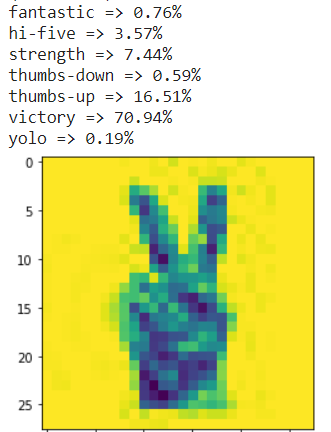 fantastic => 0.76%
hi-five => 3.57%
strength => 7.44%
thumbs-down => 0.59%
thumbs-up => 16.51%
victory => 70.94%
yolo => 0.19%
0
5
10
15
20
25